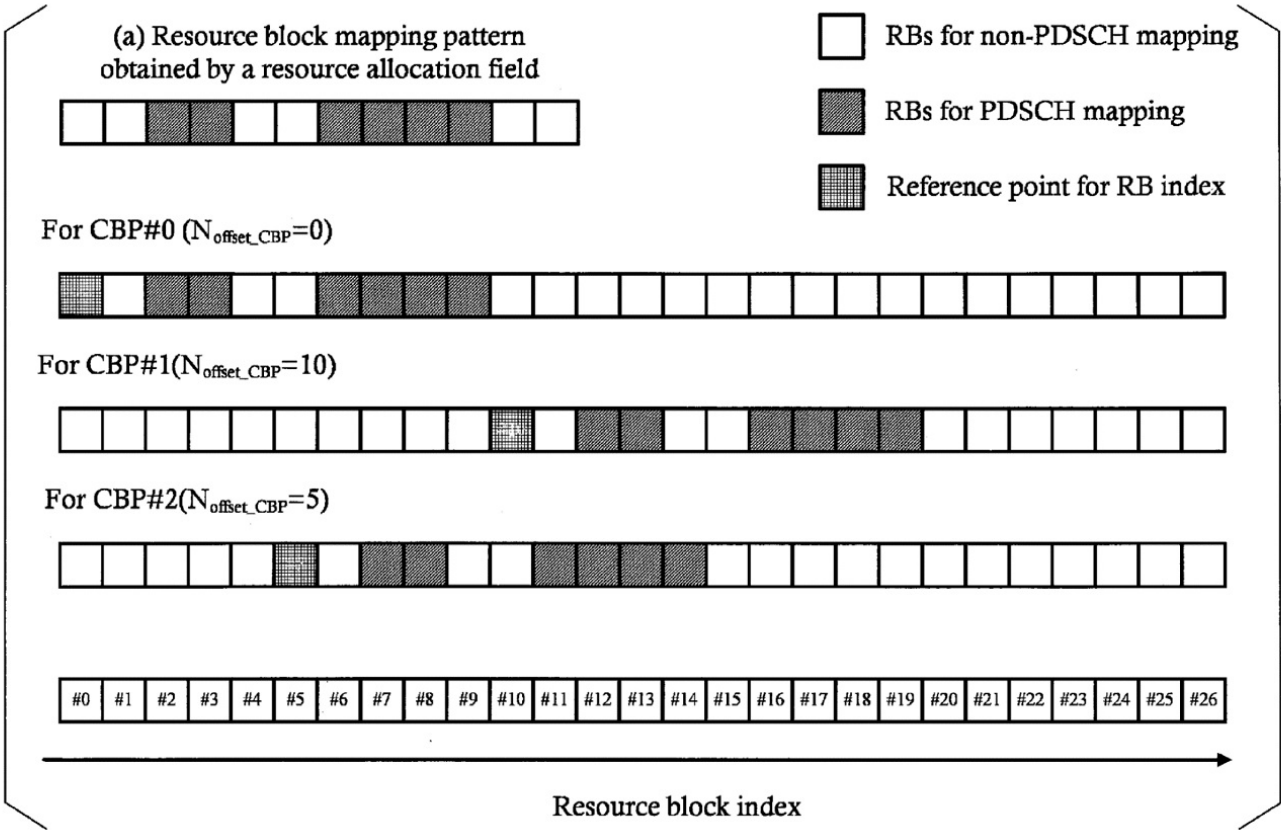 (a) Resource block mapping pattern
obtained by a resource allocation field
RBs for non-PDSCH mapping
RBs for PDSCH mapping
Reference point for RB index
For CBP#0 (Noffset_CBP=0)
For CBP#1(Noffset_CBP=10)
For CBP#2(Noffset_CBP=5)
#0 #1 #2 #3 #4 #5 #6 #7 #8 #9 #10 #11 #12 #13 #14 #15 #16 #17 #18 #19 #20 #21 #22 #23 #24 #25 #26
Resource block index